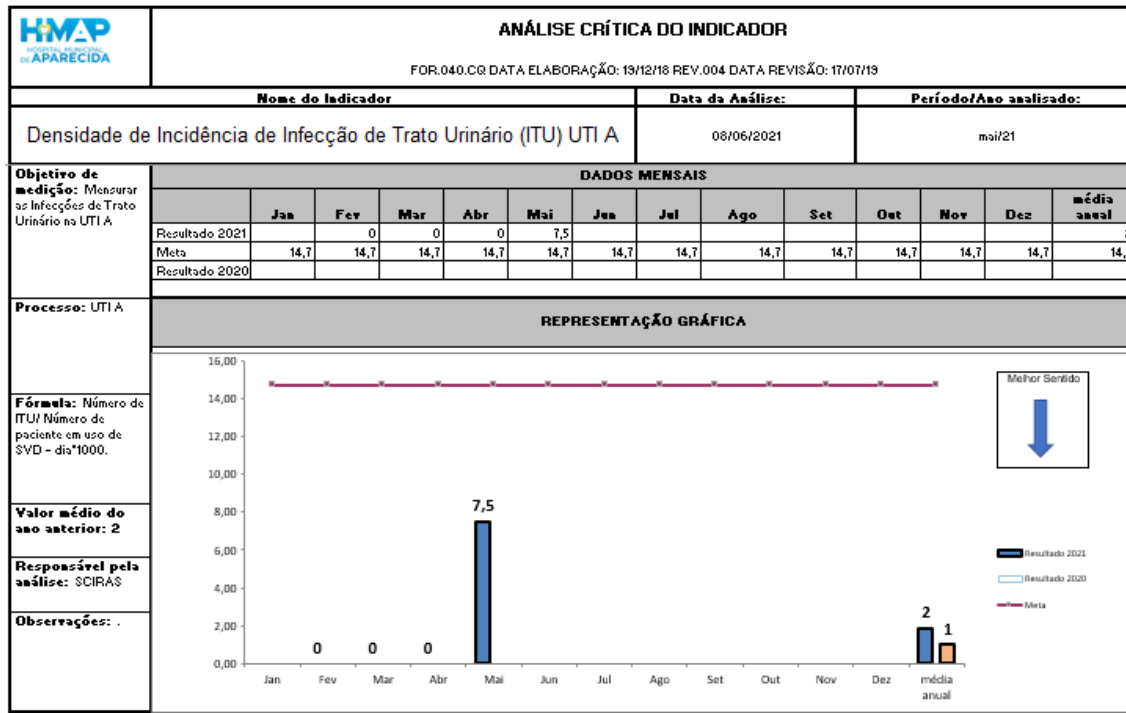 HMAP
HOSPITAL MUNICIPAL
DE APARECIDA
ANÁLISE CRÍTICA DO INDICADOR
FOR.040.CQ DATA ELABORAÇÃO: 19/12/18 REV.004 DATA REVISÃO: 17/07/19
Nome do Indicador Data da Análise: Período/Ano analisado:
Densidade de Incidência de Infecção de Trato Urinário (ITU) UTI A 08/06/2021 mai/21
Objetivo de
medição: Mensurar
as Infecções de Trato
Urinário na UTI A
DADOS MENSAIS
Jan Fev Mar Abr Mai Jun Jul Ago Set Out Nov Dez média anual
Resultado 2021 0 0 0 7,5
Meta 14,7 14,7 14,7 14,7 14,7 14,7 14,7 14,7 14,7 14,7 14,7 14,7 14,
Resultado 2020
Processo: UTI A
REPRESENTAÇÃO GRÁFICA
Fórmula: Número de
ITU/ Número de
paciente em uso de
SVD - dia*1000.
Valor médio do
ano anterior: 2
Responsável pela
análise: SCIRAS
Observações: .
16,00
14,00
12,00
10,00
8,00
6,00
4,00
2,00
0,00
0 0 0 7,5 2 1
Jan Fev Mar Abr Mai Jun Jul Ago Set Out Nov Dez média
anual
Melhor Sentido
Resultado 2021
Resultado 2020
Meta